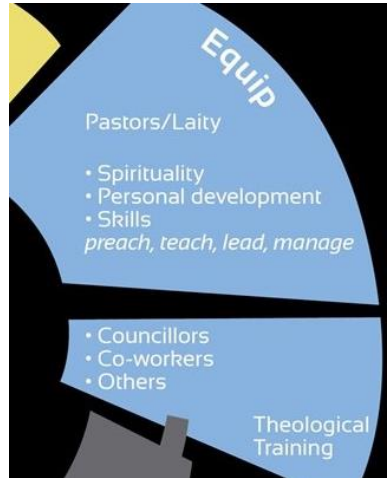 Equip
Pastors/Laity
• Spirituality
• Personal development
• Skills
preach, teach, lead, manage
• Councillors
• Co-workers
• Others
Theological
Training